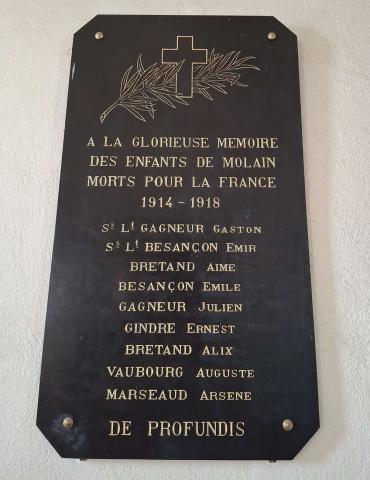 A LA GLORIEUSE MEMOIRE
DES ENFANTS DE MOLAIN
MORTS POUR LA FRANCE
1914 - 1918
Ss Lt GAGNEUR GASTON
Ss Lt BESANÇON EMIR
BRETAND AIME
BESANÇON EMILE
GAGNEUR JULIEN
GINDRE ERNEST
BRETAND ALIX
VAUBOURG AUGUSTE
MARSEAUD ARSENE
DE PROFUNDIS